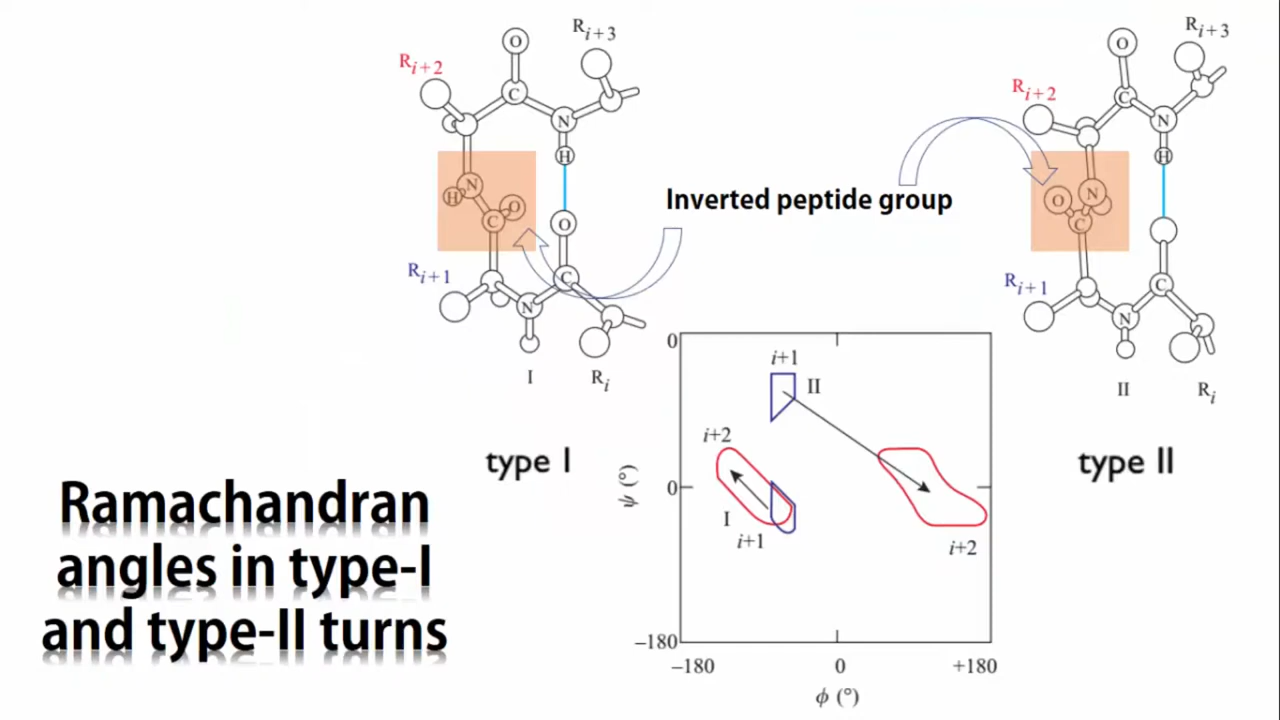 O
R i+3
R i+2
C
N
H
N
H
O
C
O
R i+1
C
N
I
R i
type I
Inverted peptide group
O
R i+3
R i+2
C
N
H
N
O
C
R i+1
C
N
II
R i
type II
0
i+1
II
i+2
ψ (°)
0
I
i+1
i+2
−180
−180
0
+180
ϕ (°)
Ramachandran
angles in type-I
and type-II turns